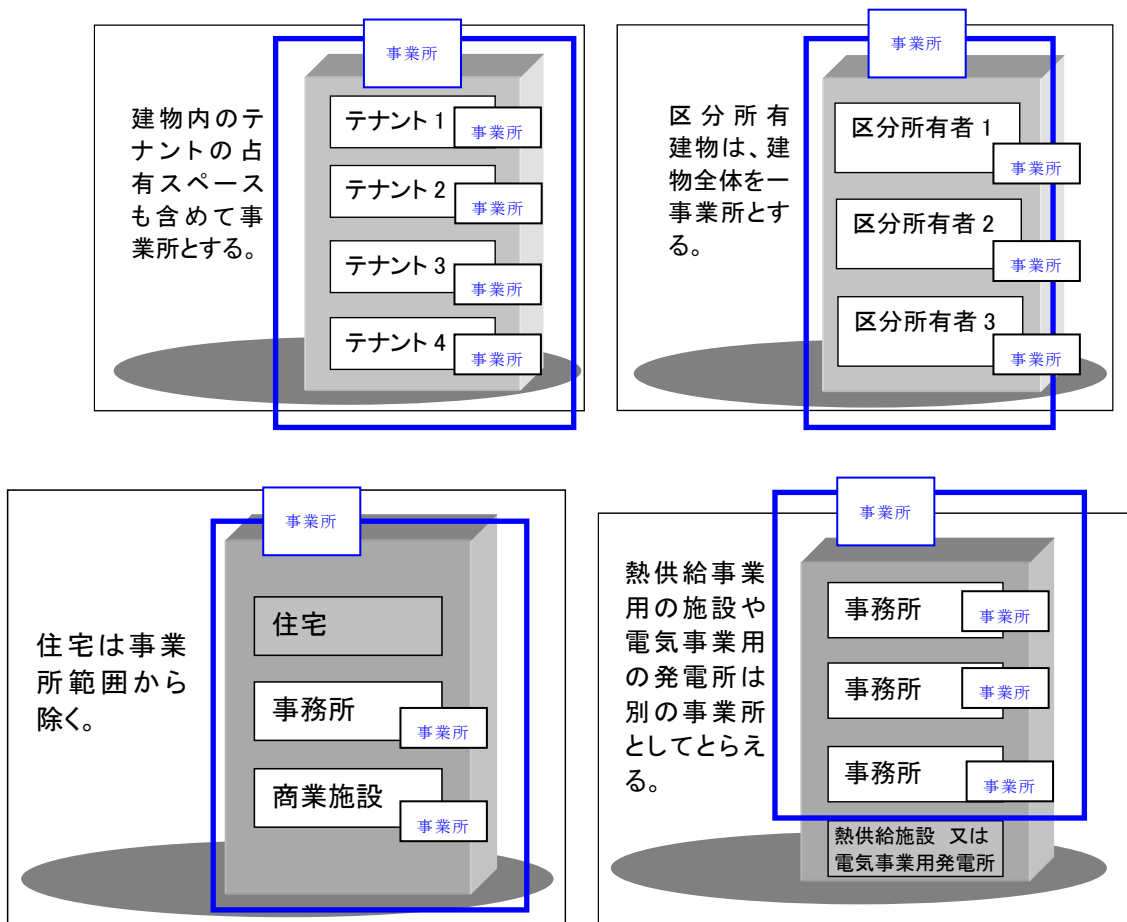 事業所
建物内のテ
ナントの占
有スペース
も含めて事
業所とする。
テナント 1
事業所
テナント 2
事業所
テナント 3
事業所
テナント 4
事業所
事業所
区分所有
建物は、建
物全体を一
事業所とす
る。
区分所有者 1
事業所
区分所有者 2
事業所
区分所有者 3
事業所
事業所
住宅は事業
所範囲から
除く。
住宅
事務所
事業所
商業施設
事業所
事業所
熱供給事業
用の施設や
電気事業用
の発電所は
別の事業所
としてとらえ
る。
事務所
事業所
事務所
事業所
事務所
事業所
熱供給施設 又は
電気事業用発電所